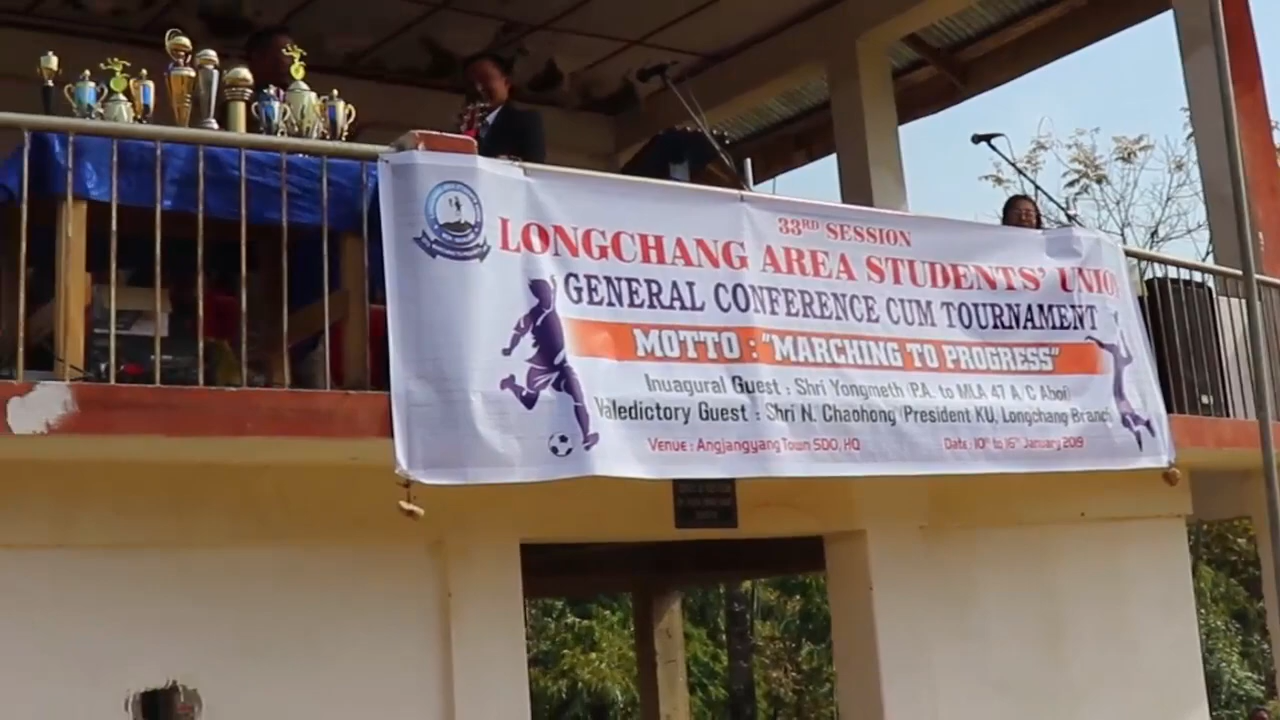 33RD SESSION
LONGCHANG AREA STUDENTS' UNIO
GENERAL CONFERENCE CUM TOURNAMENT
MOTTO : "MARCHING TO PROGRESS"
Inuagural Guest : Shri Yongmeth (P.A. to MLA 47 A/C Aboi)
Valedictory Guest : Shri N. Chaohong (President KU, Longchang Branch)
Venue : Angjangyang Town SDO, HQ
Date : 10th to 16th January 2019